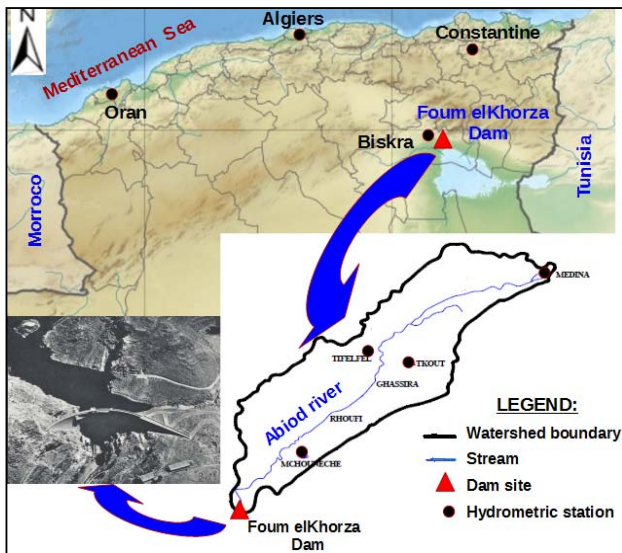 N
Algiers
Constantine
Mediterranean Sea
Oran
Foum elKhorza
Dam
Biskra
Morroco
Tunisia
MEDINA
TIFELFEL
TKOUT
GHASSIRA
Abiod river
RHOUFI
MCHOUNECHE
LEGEND:
Watershed boundary
Stream
Dam site
Hydrometric station
Foum elKhorza
Dam